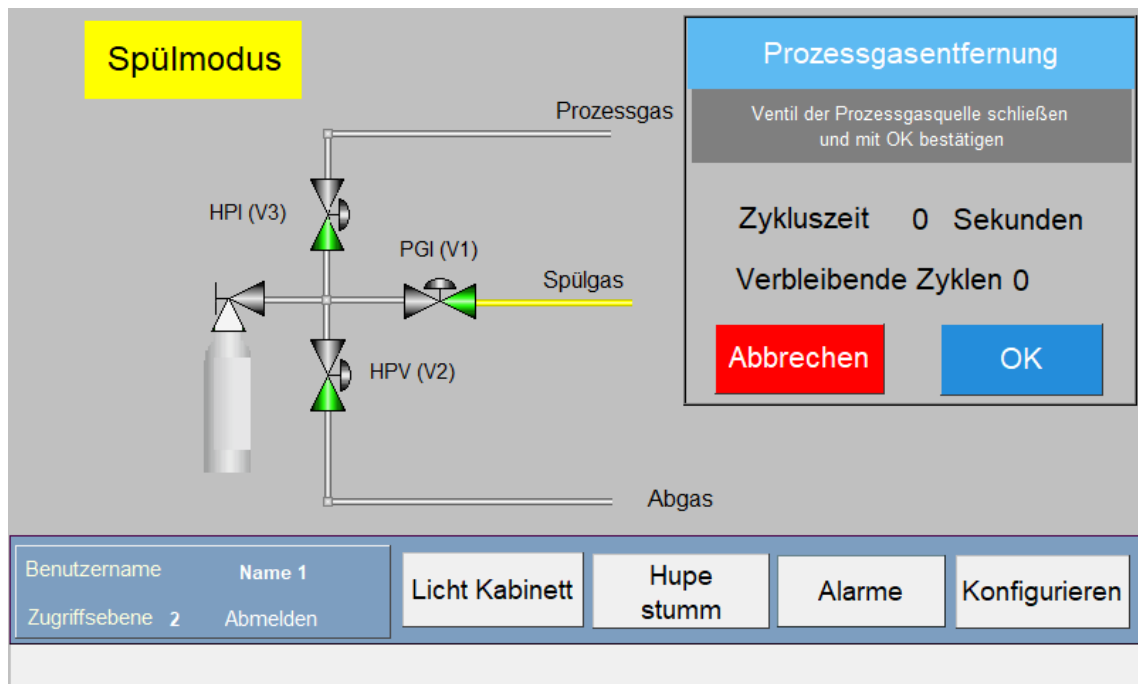 Spülmodus
Prozessgas
HPI (V3)
PGI (V1)
Spülgas
HPV (V2)
Abgas
Prozessgasentfernung
Ventil der Prozessgasquelle schließen
und mit OK bestätigen
Zykluszeit 0 Sekunden
Verbleibende Zyklen 0
Abbrechen OK
Benutzername Name 1
Zugriffsebene 2 Abmelden
Licht Kabinett
Hupe
stumm
Alarme
Konfigurieren